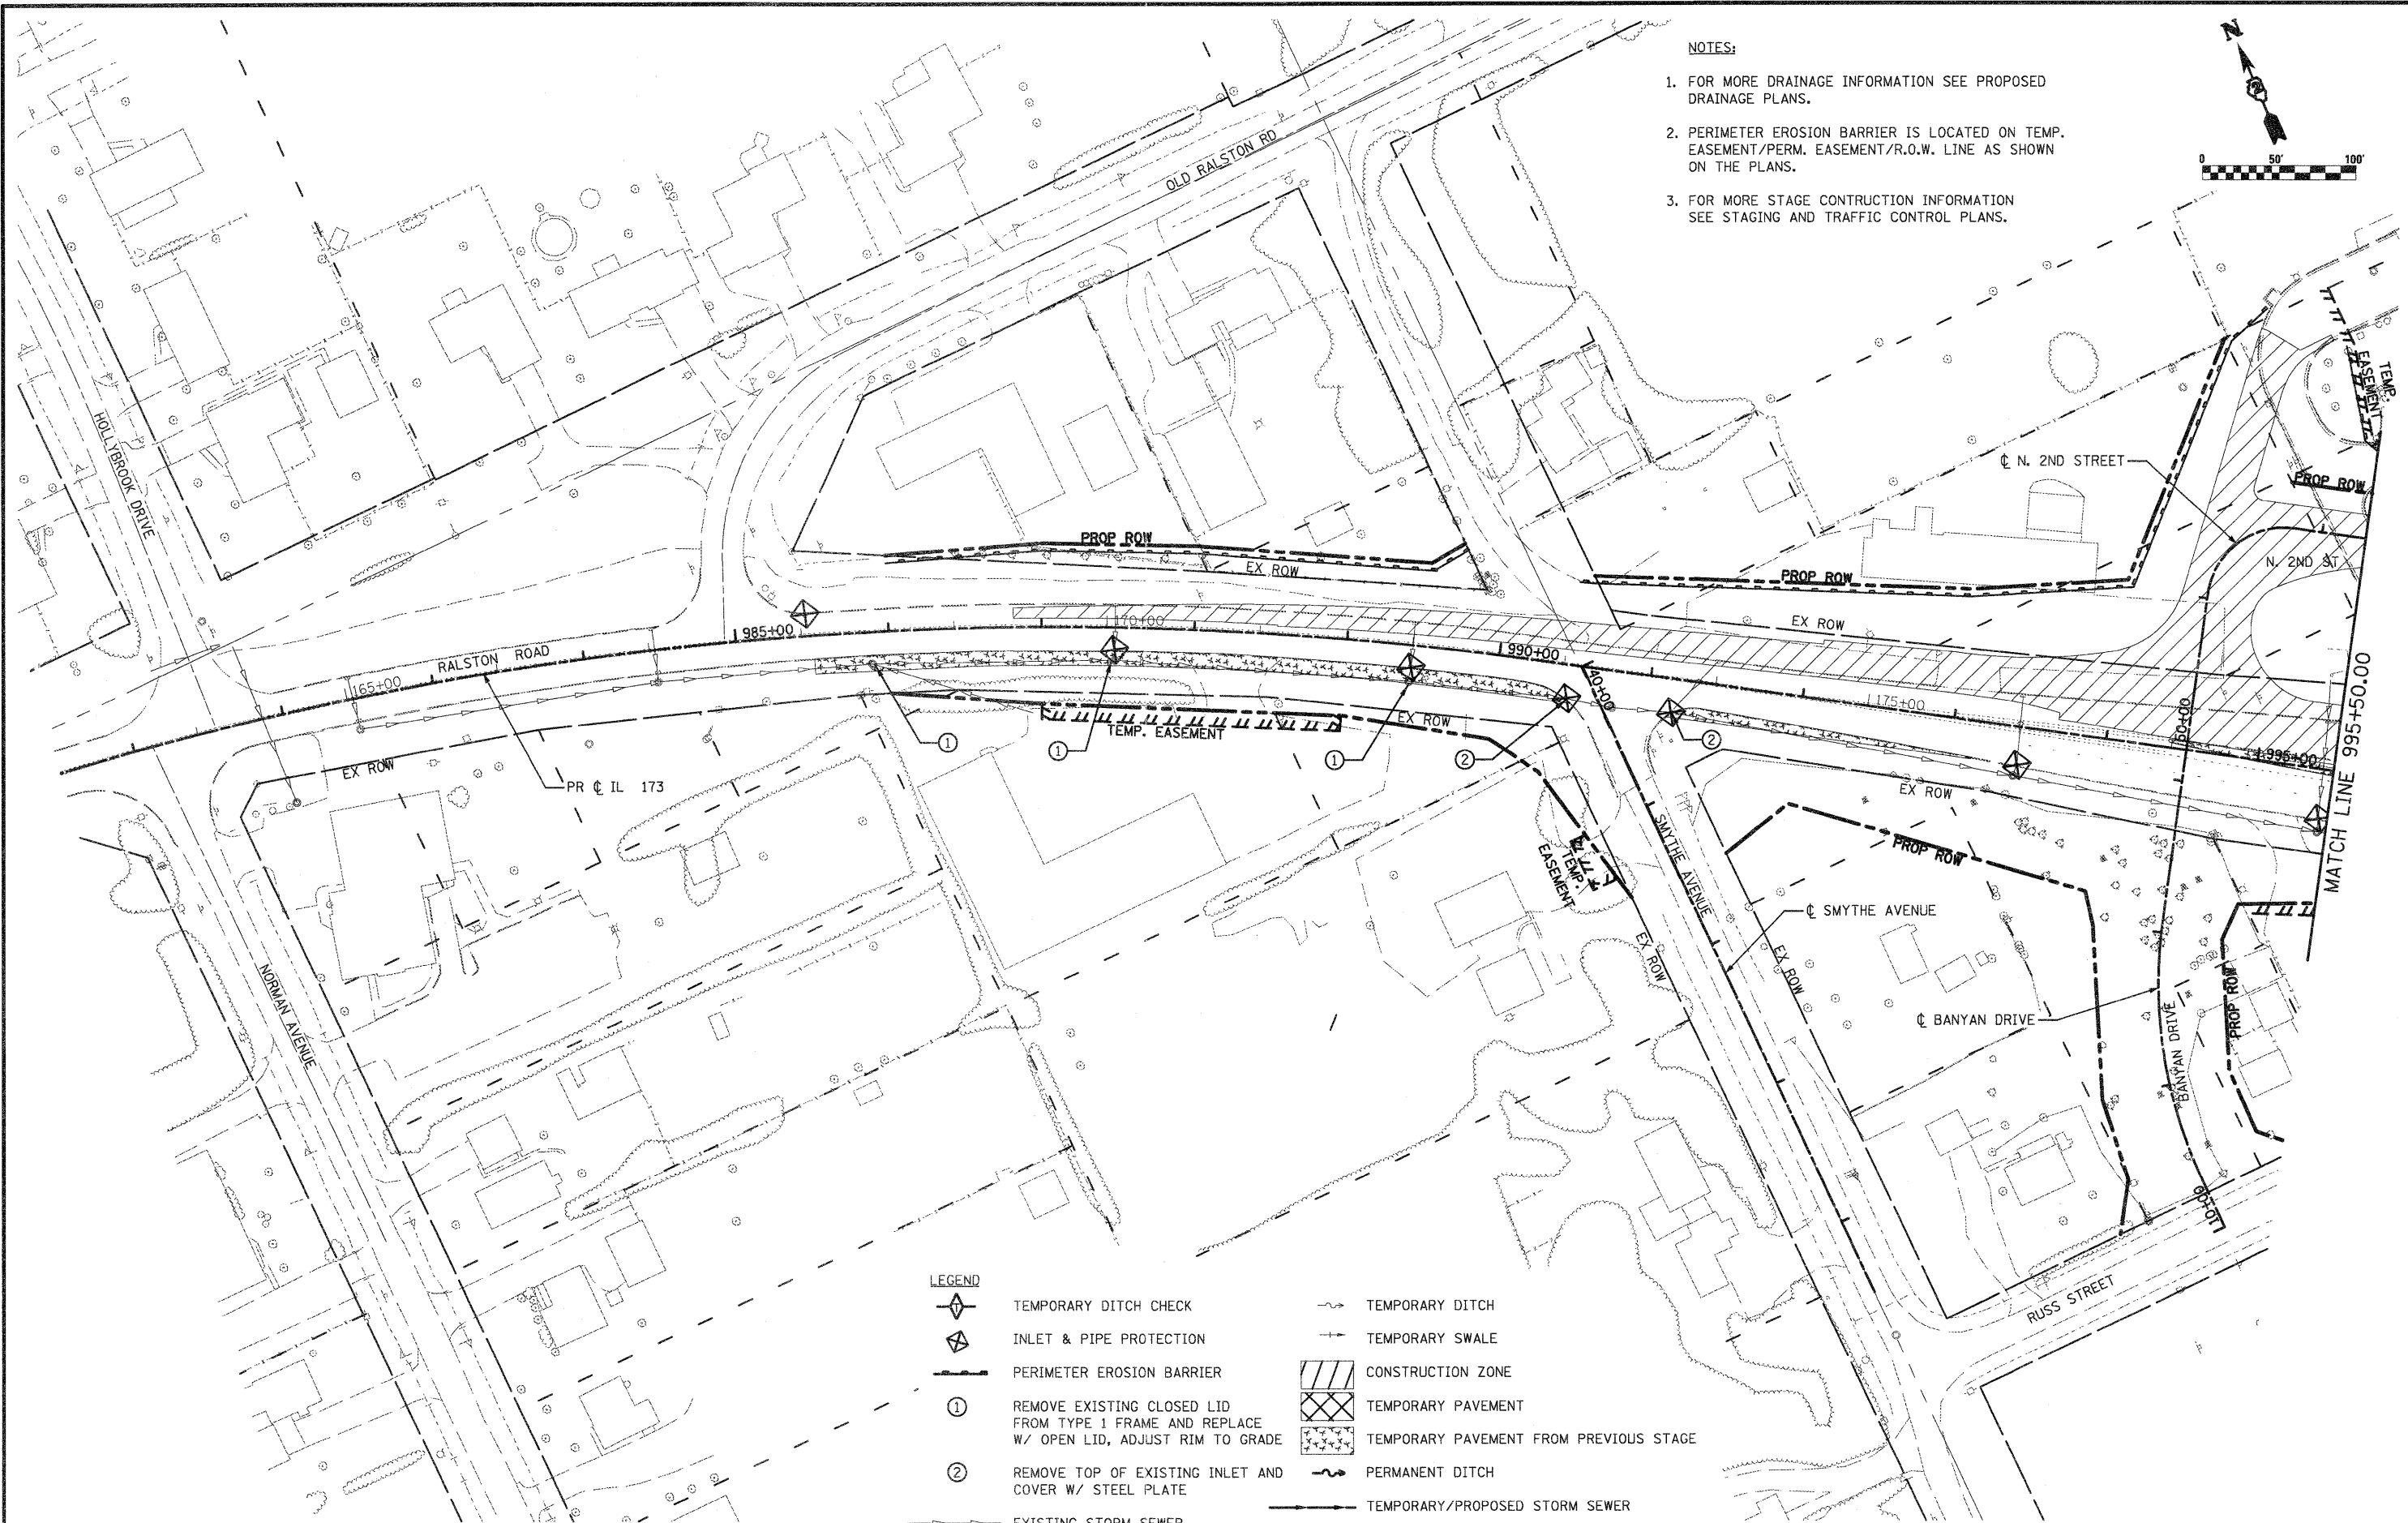 NOTES:
1. FOR MORE DRAINAGE INFORMATION SEE PROPOSED
DRAINAGE PLANS.
2. PERIMETER EROSION BARRIER IS LOCATED ON TEMP.
EASEMENT/PERM. EASEMENT/R.O.W. LINE AS SHOWN
ON THE PLANS.
3. FOR MORE STAGE CONTRUCTION INFORMATION
SEE STAGING AND TRAFFIC CONTROL PLANS.
N
0 50' 100'
OLD RALSTON RD
HOLLYBROOK DRIVE
TEMP.
EASEMENT
℄ N. 2ND STREET
PROP ROW
N. 2ND ST
PROP ROW
EX ROW
PROP ROW
EX ROW
RALSTON ROAD
165+00
985+00
170+00
990+00
40+00
175+00
50+00
995+00
MATCH LINE 995+50.00
EX ROW
PR ℄ IL 173
1
1
TEMP. EASEMENT
1
EX ROW
2
2
EX ROW
TEMP.
EASEMENT
SMYTHE AVENUE
PROP ROW
℄ SMYTHE AVENUE
EX ROW
EX ROW
NORMAN AVENUE
℄ BANYAN DRIVE
BANYAN DRIVE
PROP ROW
10+00
RUSS STREET
LEGEND
T TEMPORARY DITCH CHECK
INLET & PIPE PROTECTION
PERIMETER EROSION BARRIER
1 REMOVE EXISTING CLOSED LID
FROM TYPE 1 FRAME AND REPLACE
W/ OPEN LID, ADJUST RIM TO GRADE
2 REMOVE TOP OF EXISTING INLET AND
COVER W/ STEEL PLATE
EXISTING STORM SEWER
TEMPORARY DITCH
TEMPORARY SWALE
CONSTRUCTION ZONE
TEMPORARY PAVEMENT
TEMPORARY PAVEMENT FROM PREVIOUS STAGE
PERMANENT DITCH
TEMPORARY/PROPOSED STORM SEWER